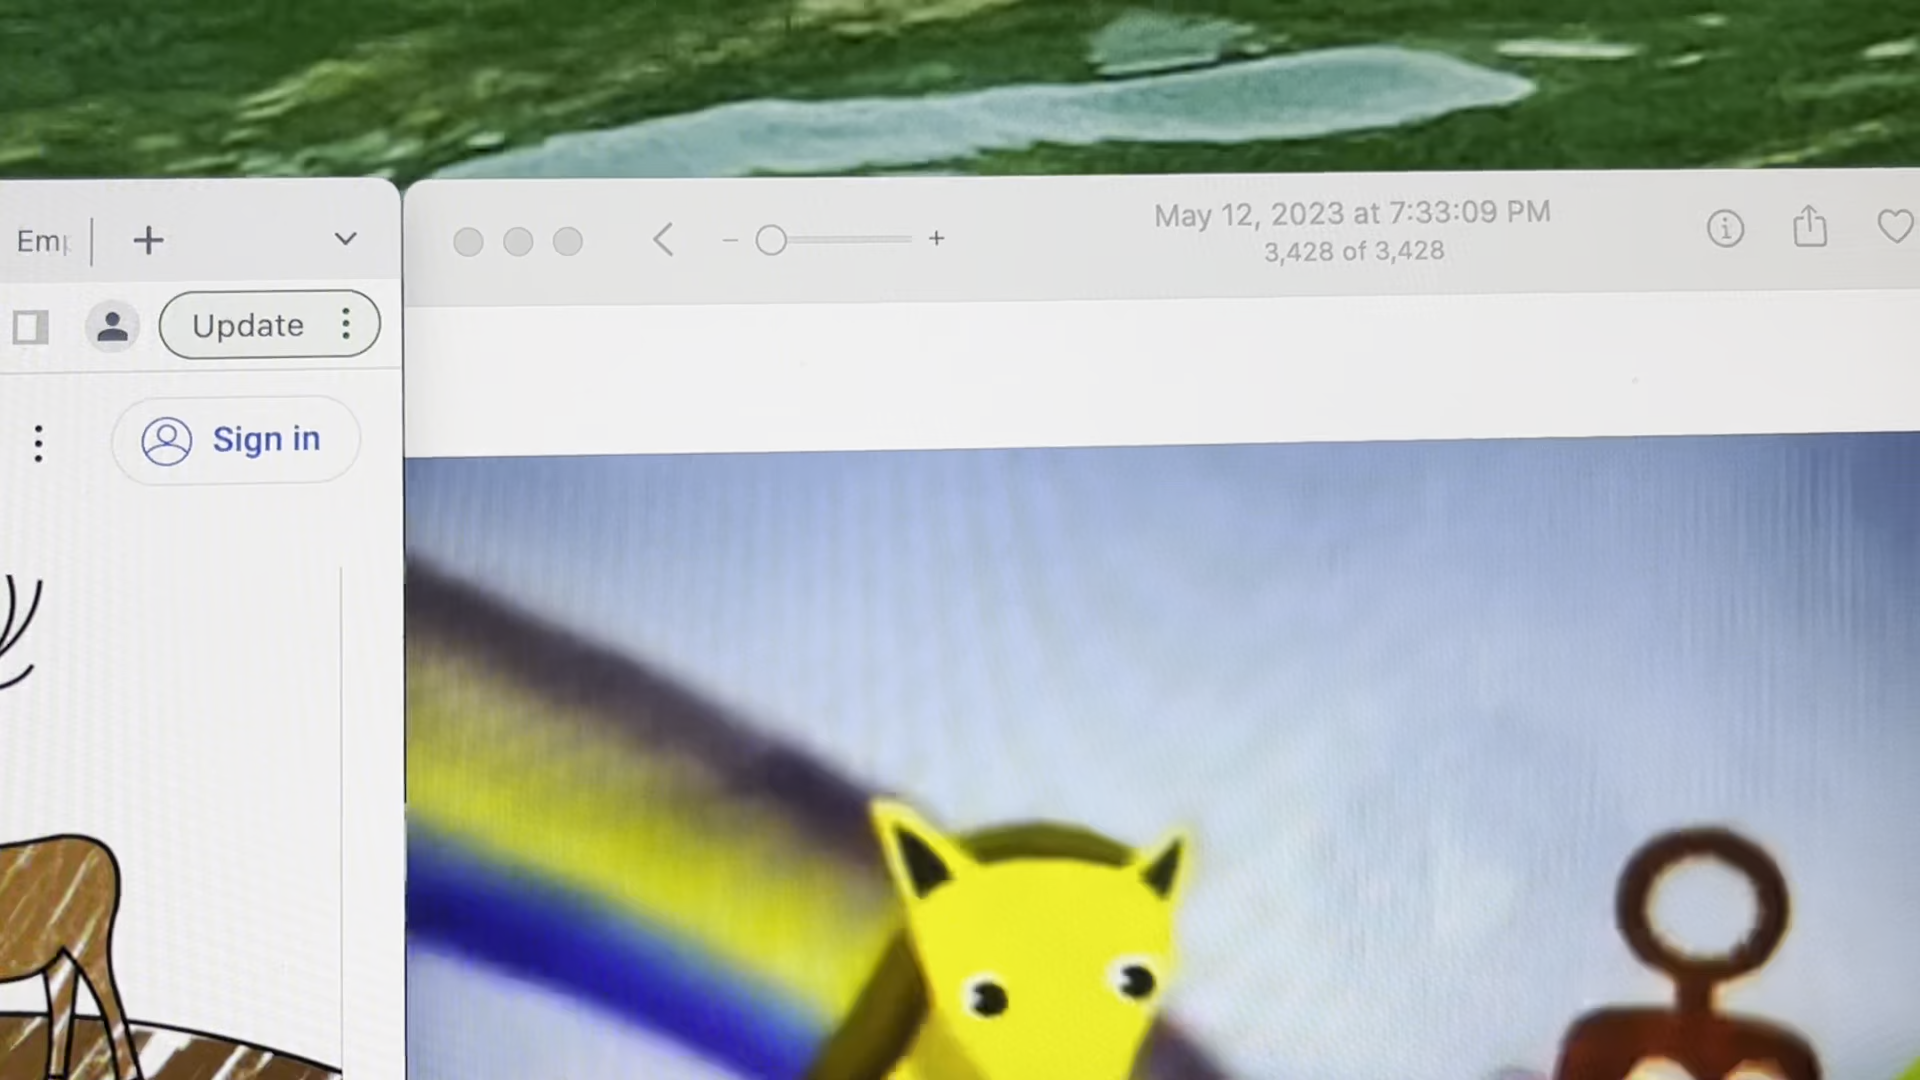 Update
Sign in
May 12, 2023 at 7:33:09 PM
3,428 of 3,428